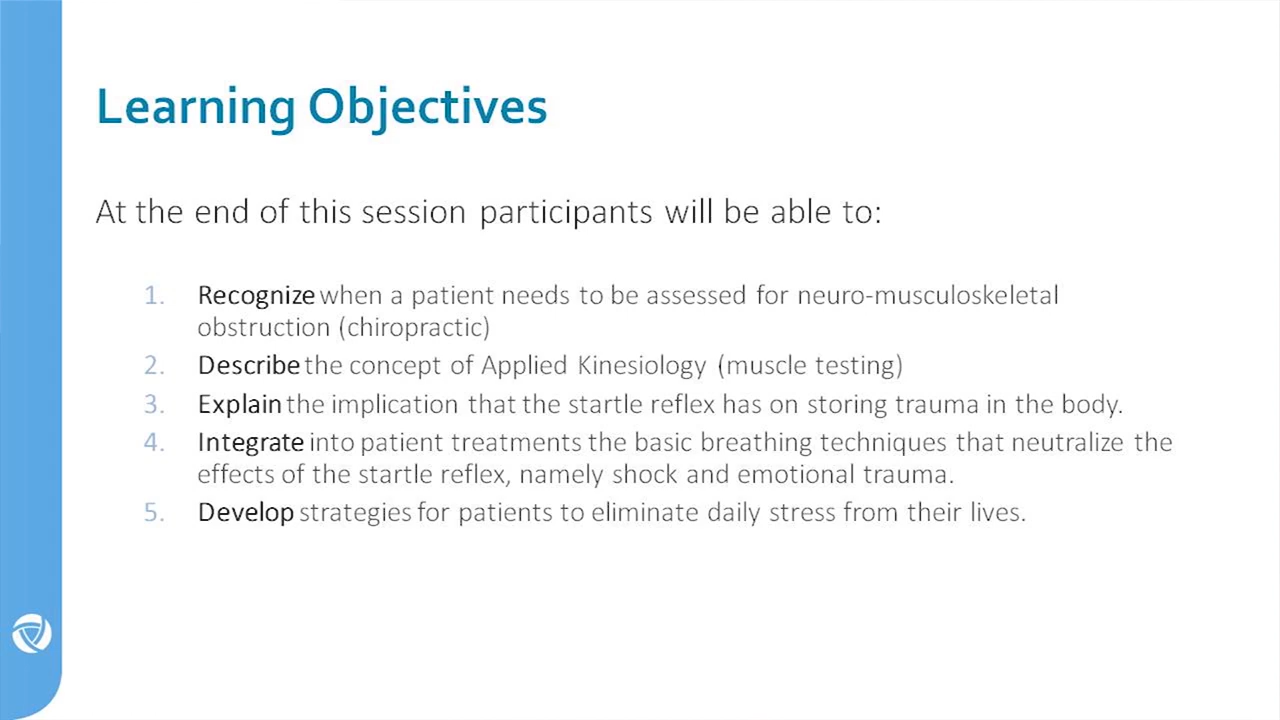 Learning Objectives
At the end of this session participants will be able to:
1. Recognize when a patient needs to be assessed for neuro-musculoskeletal
obstruction (chiropractic)
2. Describe the concept of Applied Kinesiology (muscle testing)
3. Explain the implication that the startle reflex has on storing trauma in the body.
4. Integrate into patient treatments the basic breathing techniques that neutralize the
effects of the startle reflex, namely shock and emotional trauma.
5. Develop strategies for patients to eliminate daily stress from their lives.